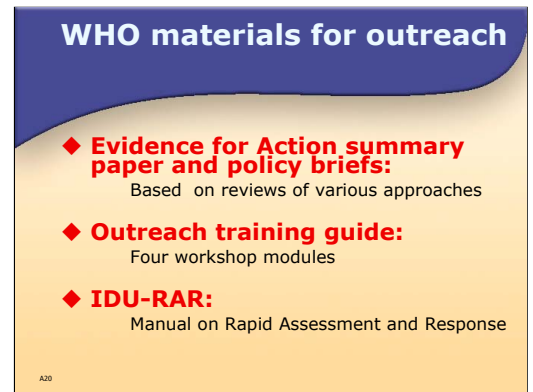 WHO materials for outreach
◆ Evidence for Action summary
paper and policy briefs:
Based on reviews of various approaches
◆ Outreach training guide:
Four workshop modules
◆ IDU-RAR:
Manual on Rapid Assessment and Response
A20